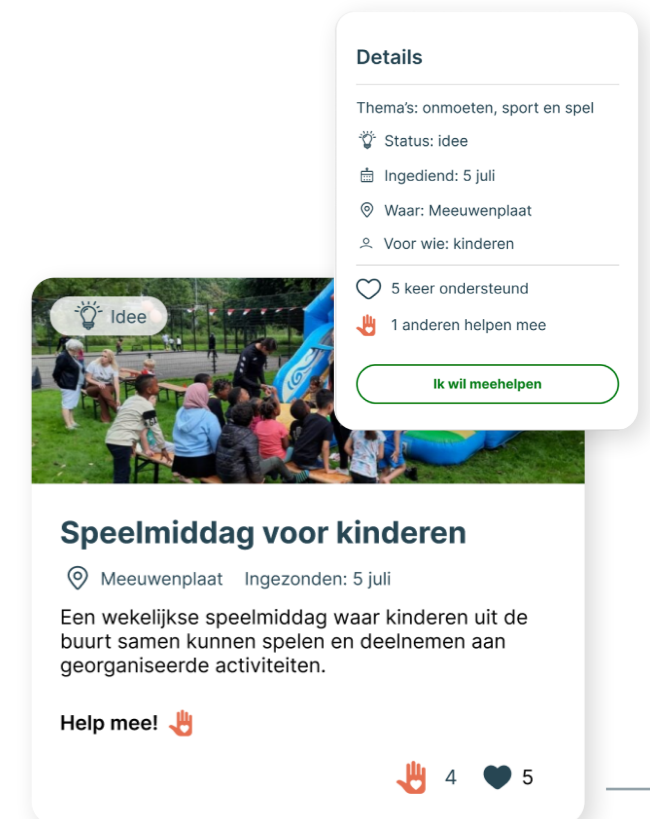 Details
Thema's: onmoeten, sport en spel
Status: idee
Ingediend: 5 juli
Waar: Meeuwenplaat
Voor wie: kinderen
5 keer ondersteund
1 anderen helpen mee
Ik wil meehelpen
Idee
Speelmiddag voor kinderen
Meeuwenplaat Ingezonden: 5 juli
Een wekelijkse speelmiddag waar kinderen uit de
buurt samen kunnen spelen en deelnemen aan
georganiseerde activiteiten.
Help mee!
4 5